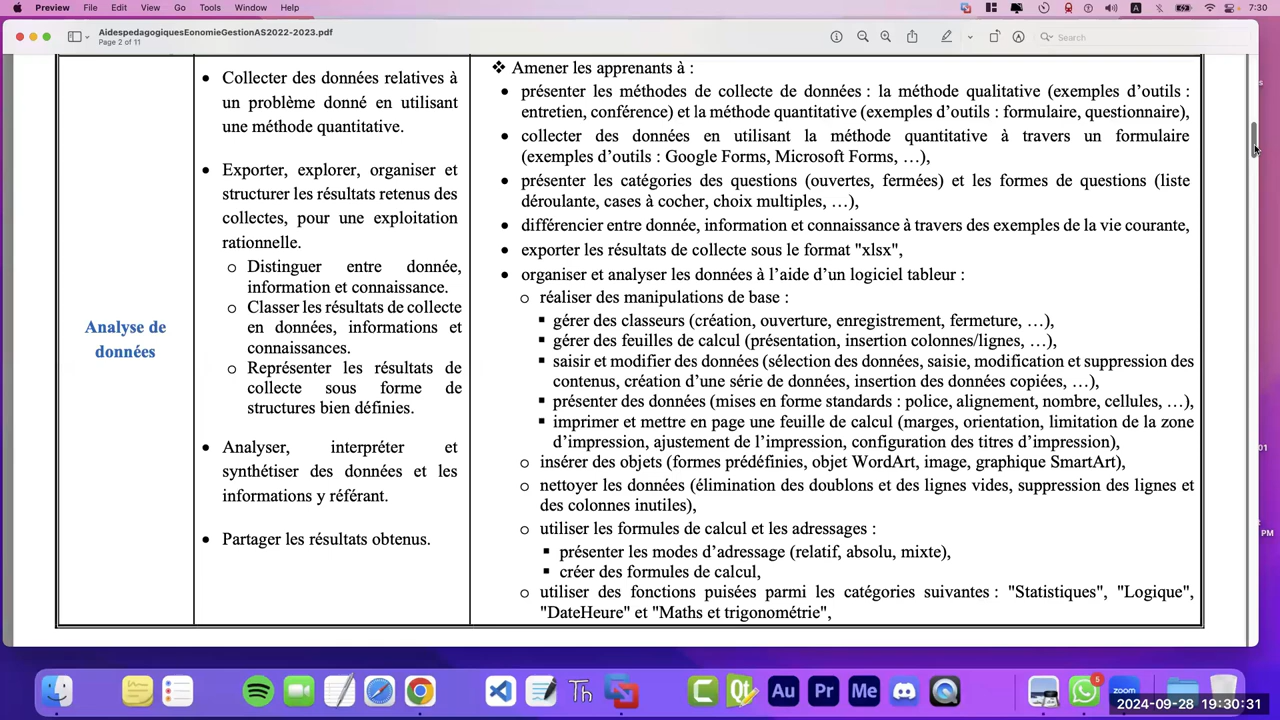 Preview File Edit View Go Tools Window Help
A
7:30
AidespedagogiquesEonomieGestionAS2022-2023.pdf
Page 2 of 11
Search
Analyse de
données
• Collecter des données relatives à
un problème donné en utilisant
une méthode quantitative.
• Exporter, explorer, organiser et
structurer les résultats retenus des
collectes, pour une exploitation
rationnelle.
o Distinguer entre donnée,
information et connaissance.
o Classer les résultats de collecte
en données, informations et
connaissances.
o Représenter les résultats de
collecte sous forme de
structures bien définies.
• Analyser, interpréter et
synthétiser des données et les
informations y référant.
• Partager les résultats obtenus.
❖ Amener les apprenants à :
• présenter les méthodes de collecte de données : la méthode qualitative (exemples d’outils :
entretien, conférence) et la méthode quantitative (exemples d’outils : formulaire, questionnaire),
• collecter des données en utilisant la méthode quantitative à travers un formulaire
(exemples d’outils : Google Forms, Microsoft Forms, …),
• présenter les catégories des questions (ouvertes, fermées) et les formes de questions (liste
déroulante, cases à cocher, choix multiples, …),
• différencier entre donnée, information et connaissance à travers des exemples de la vie courante,
• exporter les résultats de collecte sous le format "xlsx",
• organiser et analyser les données à l’aide d’un logiciel tableur :
o réaliser des manipulations de base :
▪ gérer des classeurs (création, ouverture, enregistrement, fermeture, …),
▪ gérer des feuilles de calcul (présentation, insertion colonnes/lignes, …),
▪ saisir et modifier des données (sélection des données, saisie, modification et suppression des
contenus, création d’une série de données, insertion des données copiées, …),
▪ présenter des données (mises en forme standards : police, alignement, nombre, cellules, …),
▪ imprimer et mettre en page une feuille de calcul (marges, orientation, limitation de la zone
d’impression, ajustement de l’impression, configuration des titres d’impression),
o insérer des objets (formes prédéfinies, objet WordArt, image, graphique SmartArt),
o nettoyer les données (élimination des doublons et des lignes vides, suppression des lignes et
des colonnes inutiles),
o utiliser les formules de calcul et les adressages :
▪ présenter les modes d’adressage (relatif, absolu, mixte),
▪ créer des formules de calcul,
o utiliser des fonctions puisées parmi les catégories suivantes : "Statistiques", "Logique",
"DateHeure" et "Maths et trigonométrie",
01
PM
Th
Qt
Au
Pr
Me
5
zoom
2024-09-28 19:30:31